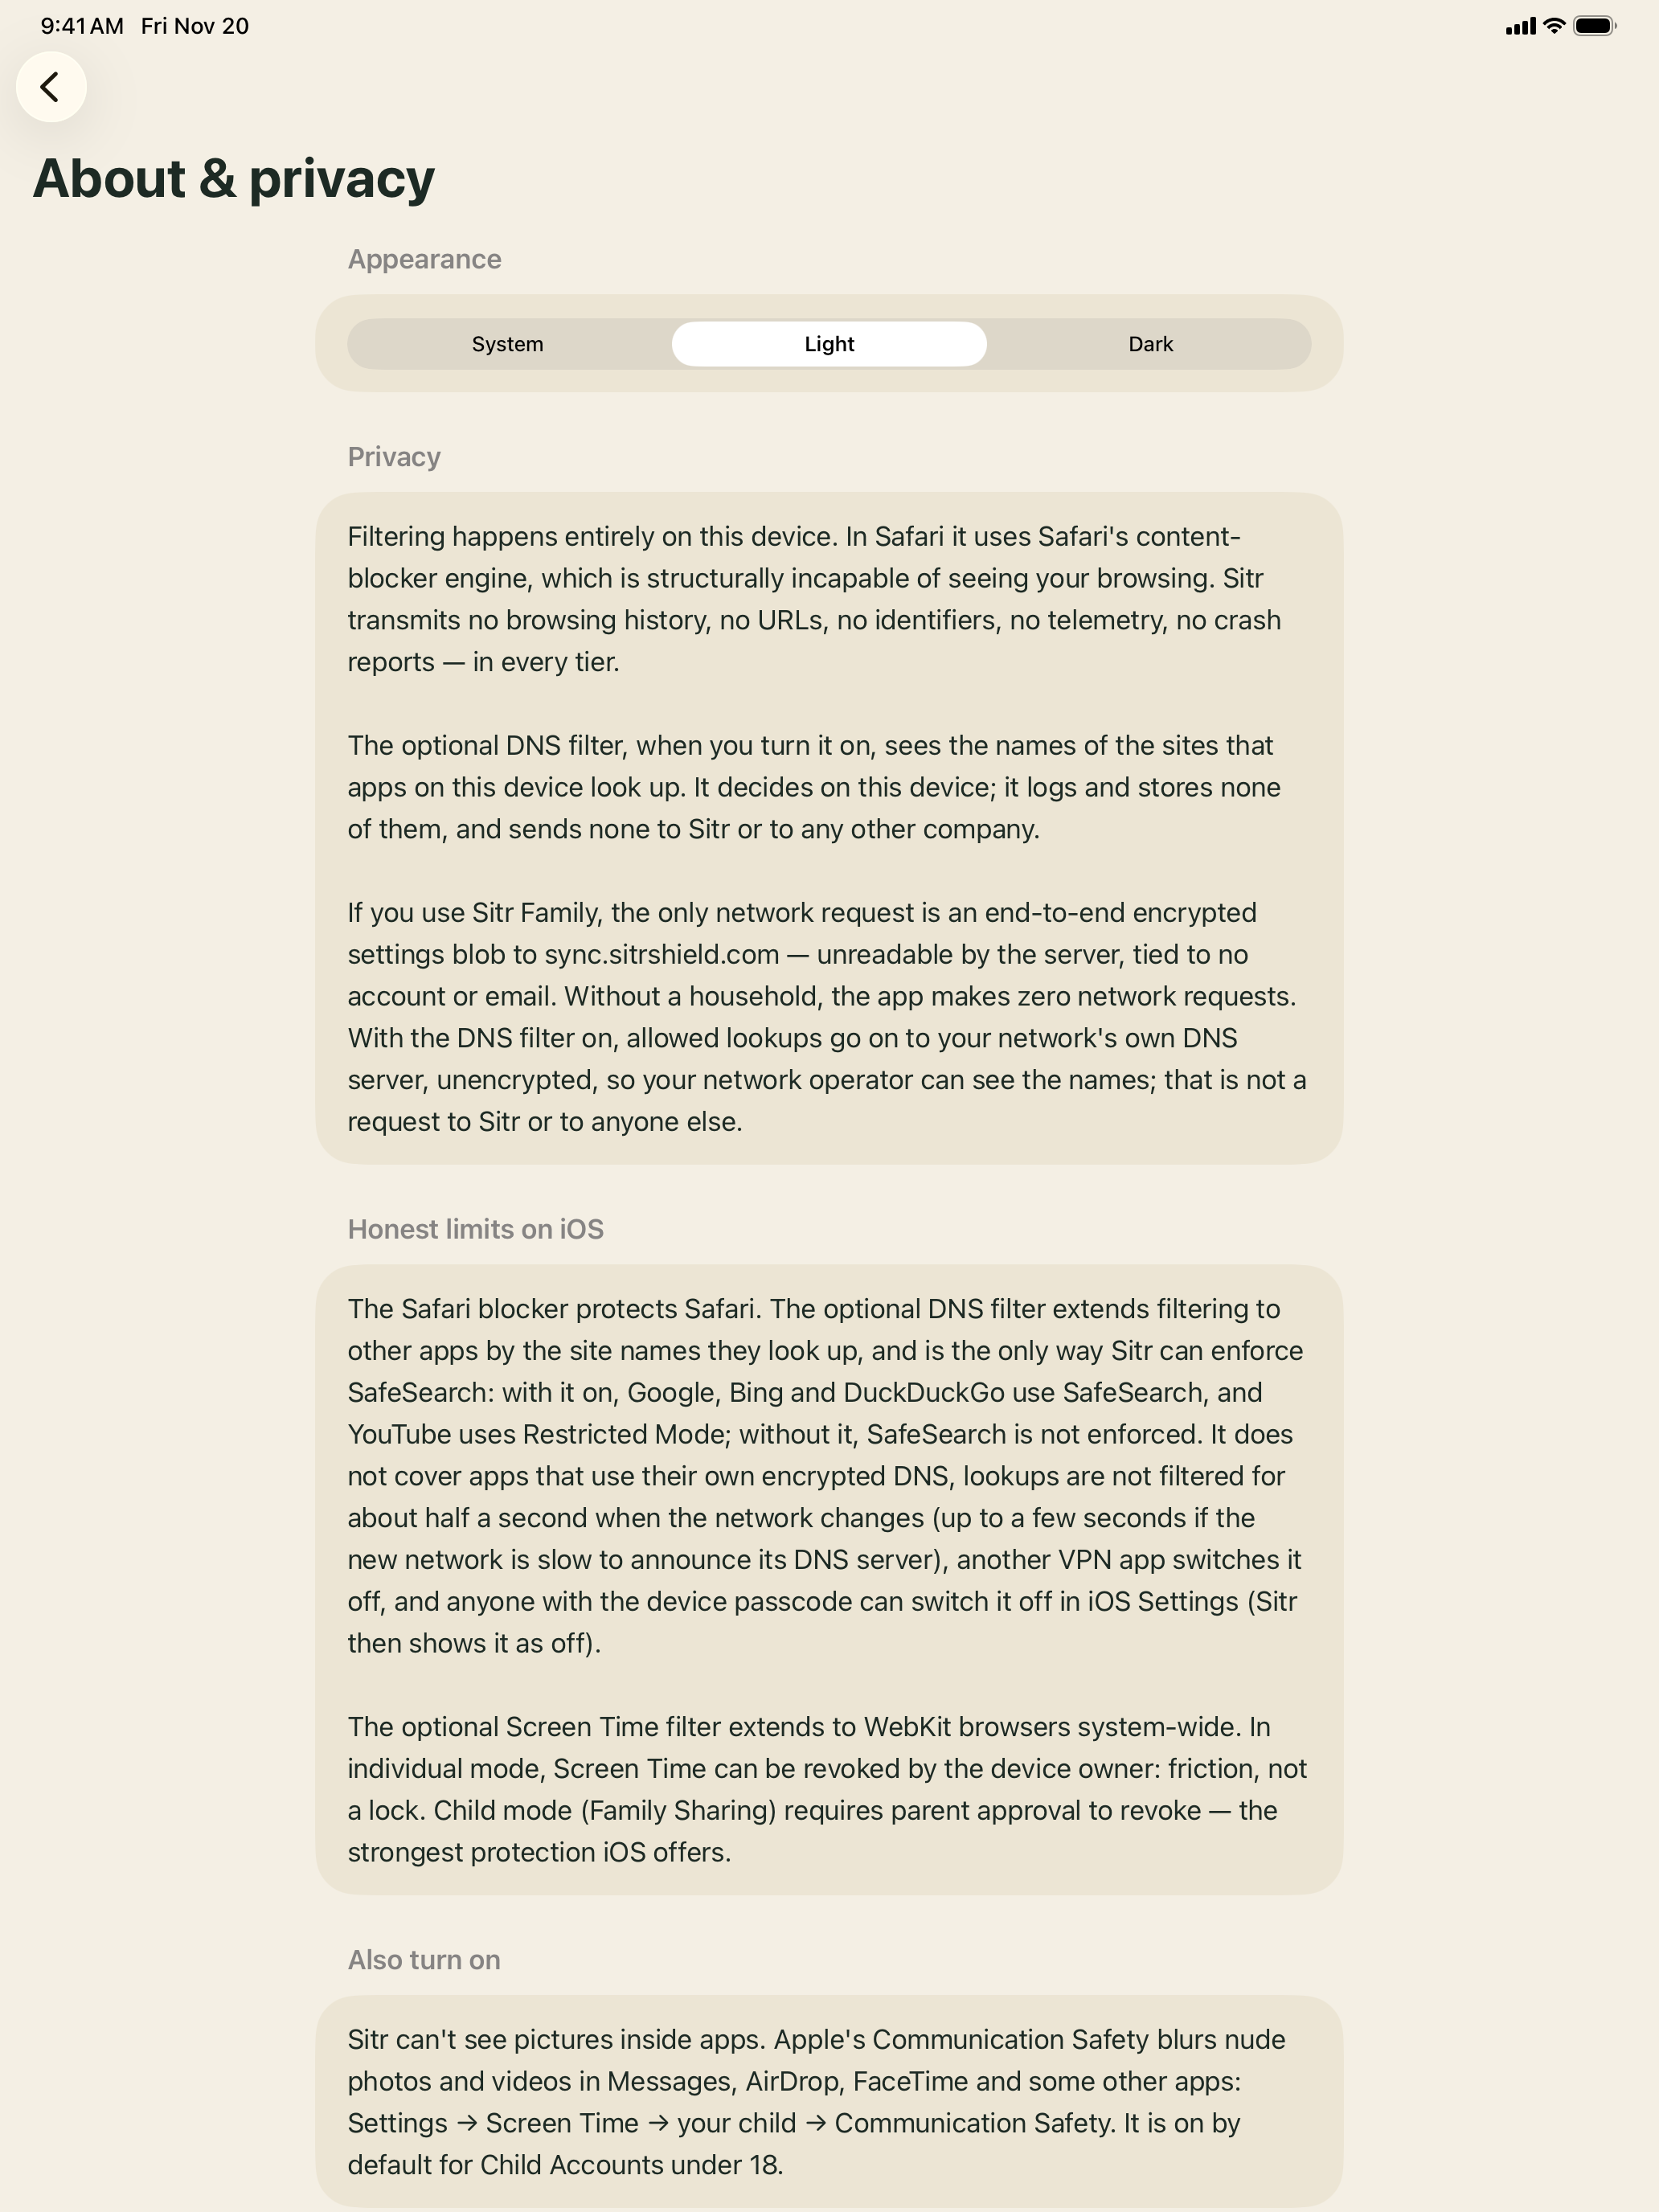 9:41 AM Fri Nov 20
About & privacy
Appearance
System Light Dark
Privacy
Filtering happens entirely on this device. In Safari it uses Safari's content-
blocker engine, which is structurally incapable of seeing your browsing. Sitr
transmits no browsing history, no URLs, no identifiers, no telemetry, no crash
reports — in every tier.
The optional DNS filter, when you turn it on, sees the names of the sites that
apps on this device look up. It decides on this device; it logs and stores none
of them, and sends none to Sitr or to any other company.
If you use Sitr Family, the only network request is an end-to-end encrypted
settings blob to sync.sitrshield.com — unreadable by the server, tied to no
account or email. Without a household, the app makes zero network requests.
With the DNS filter on, allowed lookups go on to your network's own DNS
server, unencrypted, so your network operator can see the names; that is not a
request to Sitr or to anyone else.
Honest limits on iOS
The Safari blocker protects Safari. The optional DNS filter extends filtering to
other apps by the site names they look up, and is the only way Sitr can enforce
SafeSearch: with it on, Google, Bing and DuckDuckGo use SafeSearch, and
YouTube uses Restricted Mode; without it, SafeSearch is not enforced. It does
not cover apps that use their own encrypted DNS, lookups are not filtered for
about half a second when the network changes (up to a few seconds if the
new network is slow to announce its DNS server), another VPN app switches it
off, and anyone with the device passcode can switch it off in iOS Settings (Sitr
then shows it as off).
The optional Screen Time filter extends to WebKit browsers system-wide. In
individual mode, Screen Time can be revoked by the device owner: friction, not
a lock. Child mode (Family Sharing) requires parent approval to revoke — the
strongest protection iOS offers.
Also turn on
Sitr can't see pictures inside apps. Apple's Communication Safety blurs nude
photos and videos in Messages, AirDrop, FaceTime and some other apps:
Settings → Screen Time → your child → Communication Safety. It is on by
default for Child Accounts under 18.